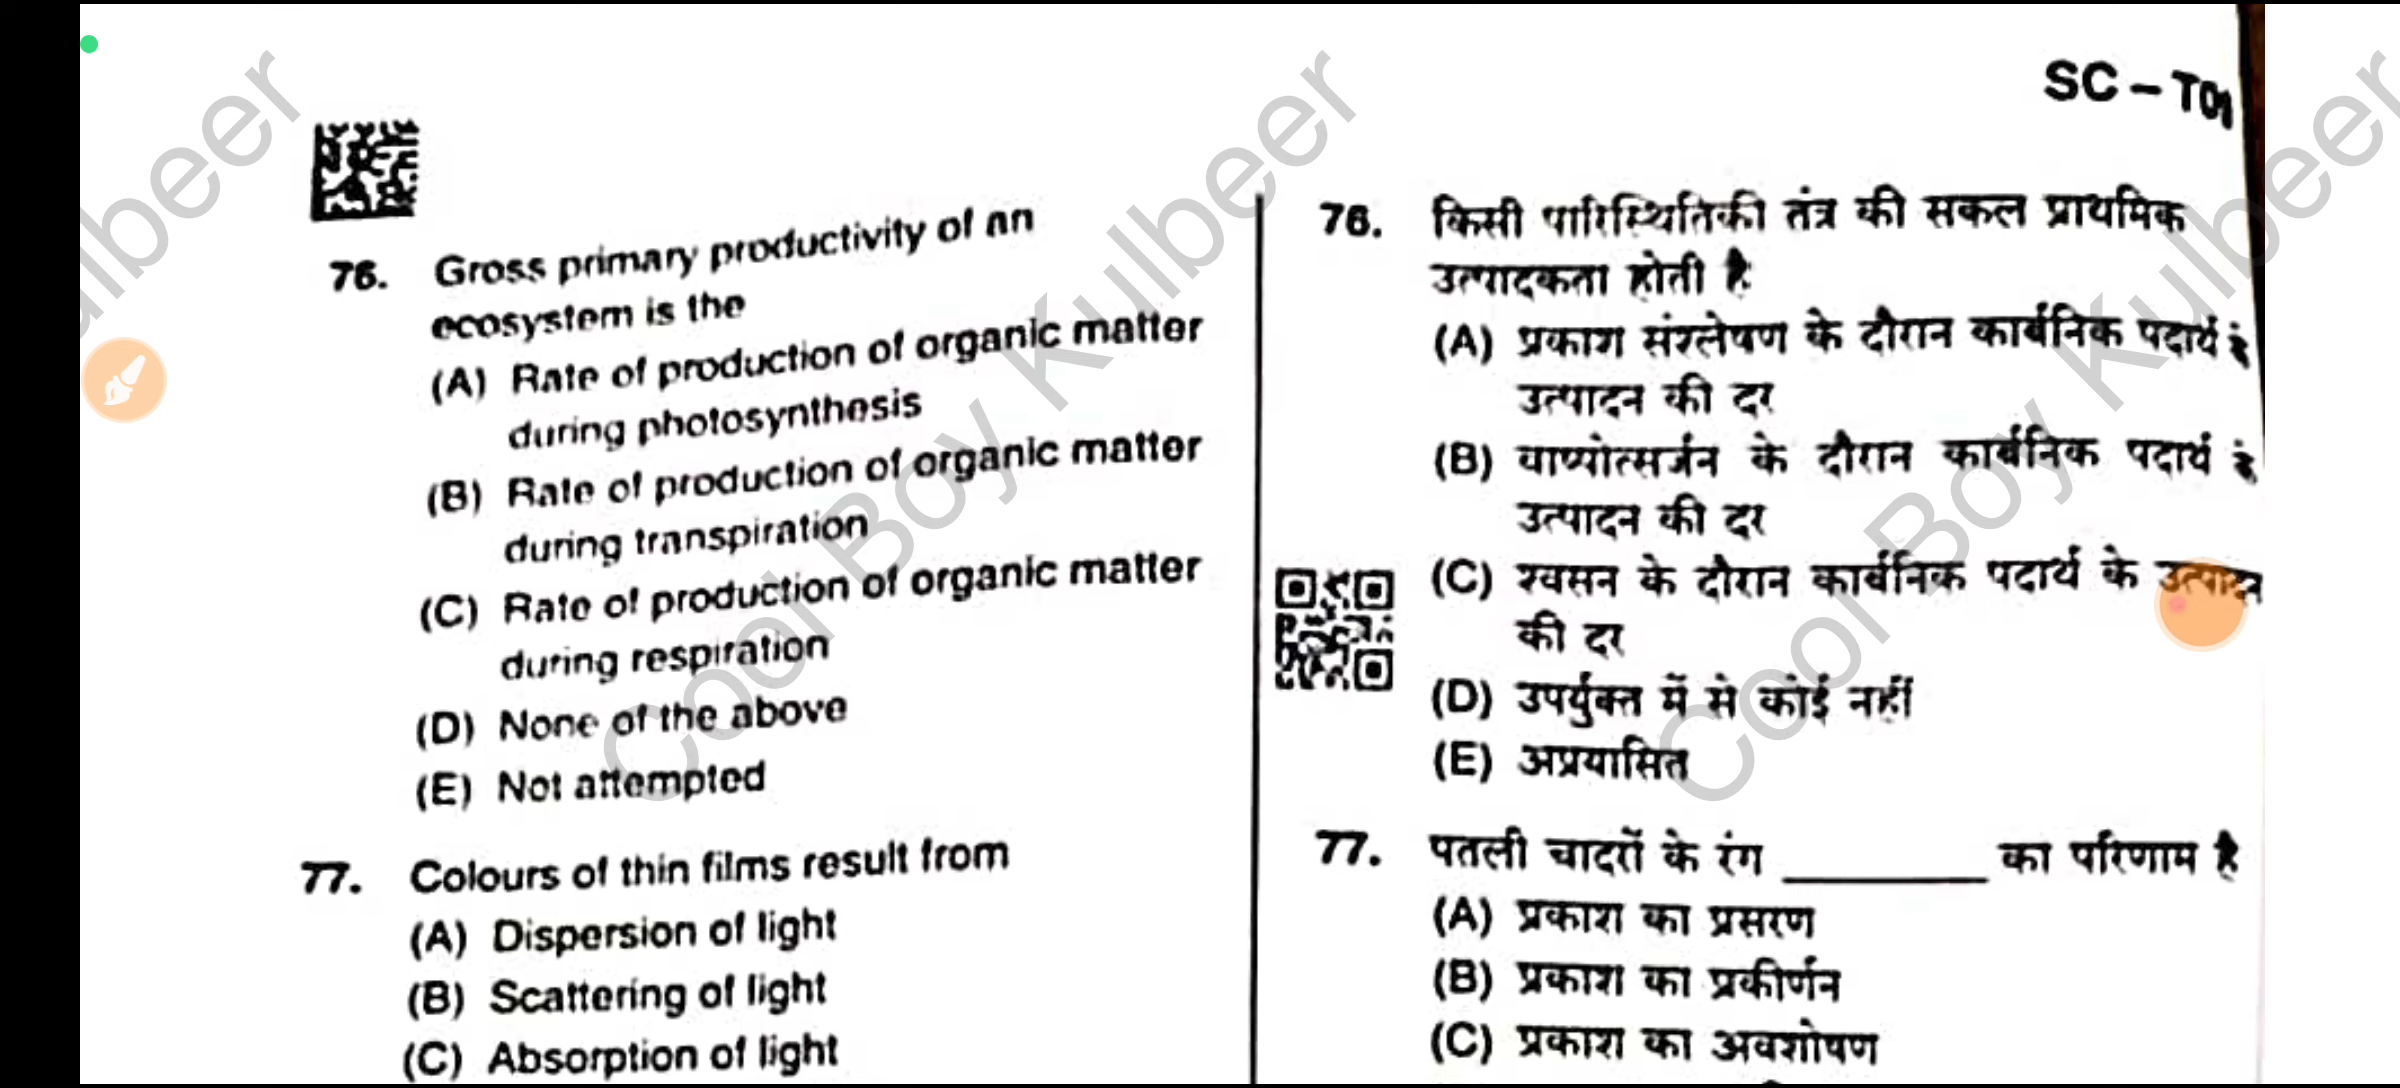 SC – T01
76. Gross primary productivity of an
ecosystem is the
(A) Rate of production of organic matter
during photosynthesis
(B) Rate of production of organic matter
during transpiration
(C) Rate of production of organic matter
during respiration
(D) None of the above
(E) Not attempted
77. Colours of thin films result from
(A) Dispersion of light
(B) Scattering of light
(C) Absorption of light
76. किसी पारिस्थितिकी तंत्र की सकल प्राथमिक
उत्पादकता होती है
(A) प्रकाश संश्लेषण के दौरान कार्बनिक पदार्थ
उत्पादन की दर
(B) वाष्पोत्सर्जन के दौरान कार्बनिक पदार्थ
उत्पादन की दर
(C) श्वसन के दौरान कार्बनिक पदार्थ के उत्पादन
की दर
(D) उपर्युक्त में से कोई नहीं
(E) अप्रयासित
77. पतली चादरों के रंग ________ का परिणाम है
(A) प्रकाश का प्रसरण
(B) प्रकाश का प्रकीर्णन
(C) प्रकाश का अवशोषण
Cool Boy Kulbeer
Cool Boy Kulbeer
ulbeer